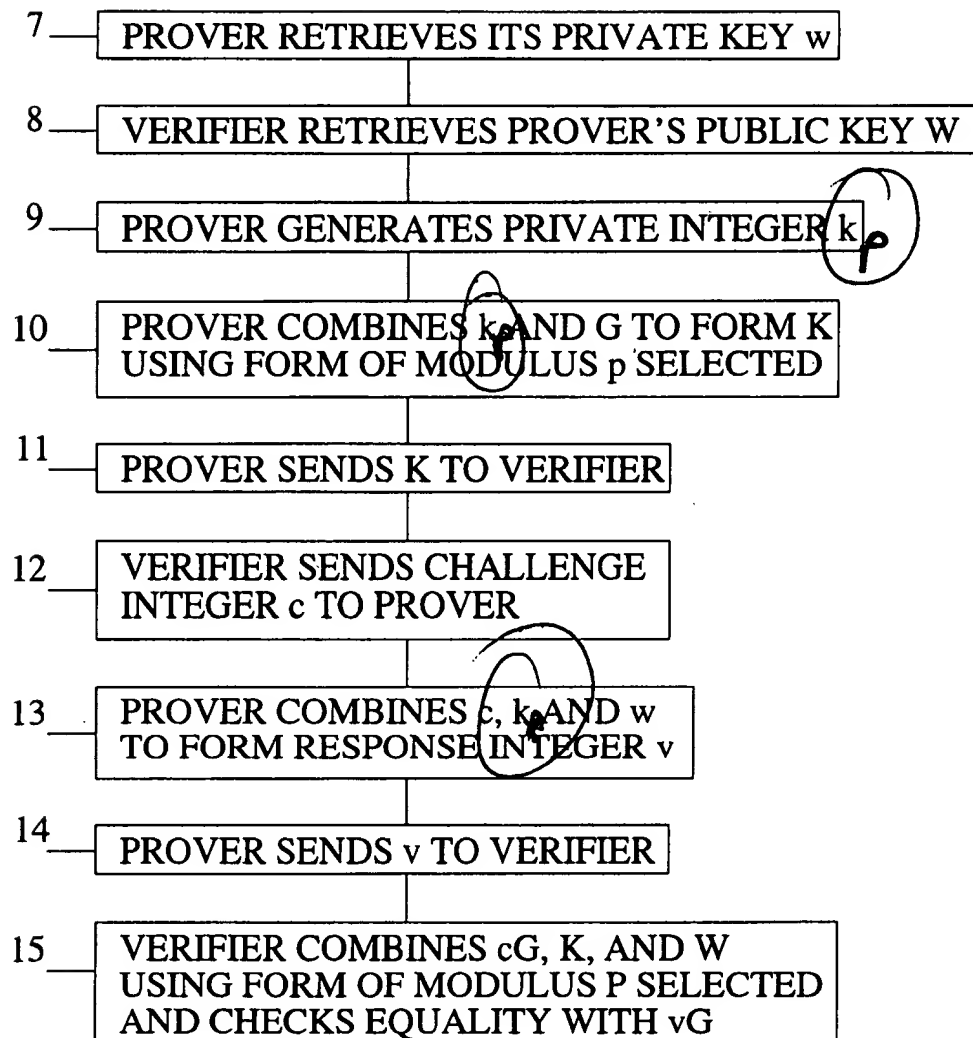 7 PROVER RETRIEVES ITS PRIVATE KEY w
8 VERIFIER RETRIEVES PROVER'S PUBLIC KEY W
9 PROVER GENERATES PRIVATE INTEGER k p
10 PROVER COMBINES k p AND G TO FORM K
USING FORM OF MODULUS p SELECTED
11 PROVER SENDS K TO VERIFIER
12 VERIFIER SENDS CHALLENGE
INTEGER c TO PROVER
13 PROVER COMBINES c, k p AND w
TO FORM RESPONSE INTEGER v
14 PROVER SENDS v TO VERIFIER
15 VERIFIER COMBINES cG, K, AND W
USING FORM OF MODULUS P SELECTED
AND CHECKS EQUALITY WITH vG